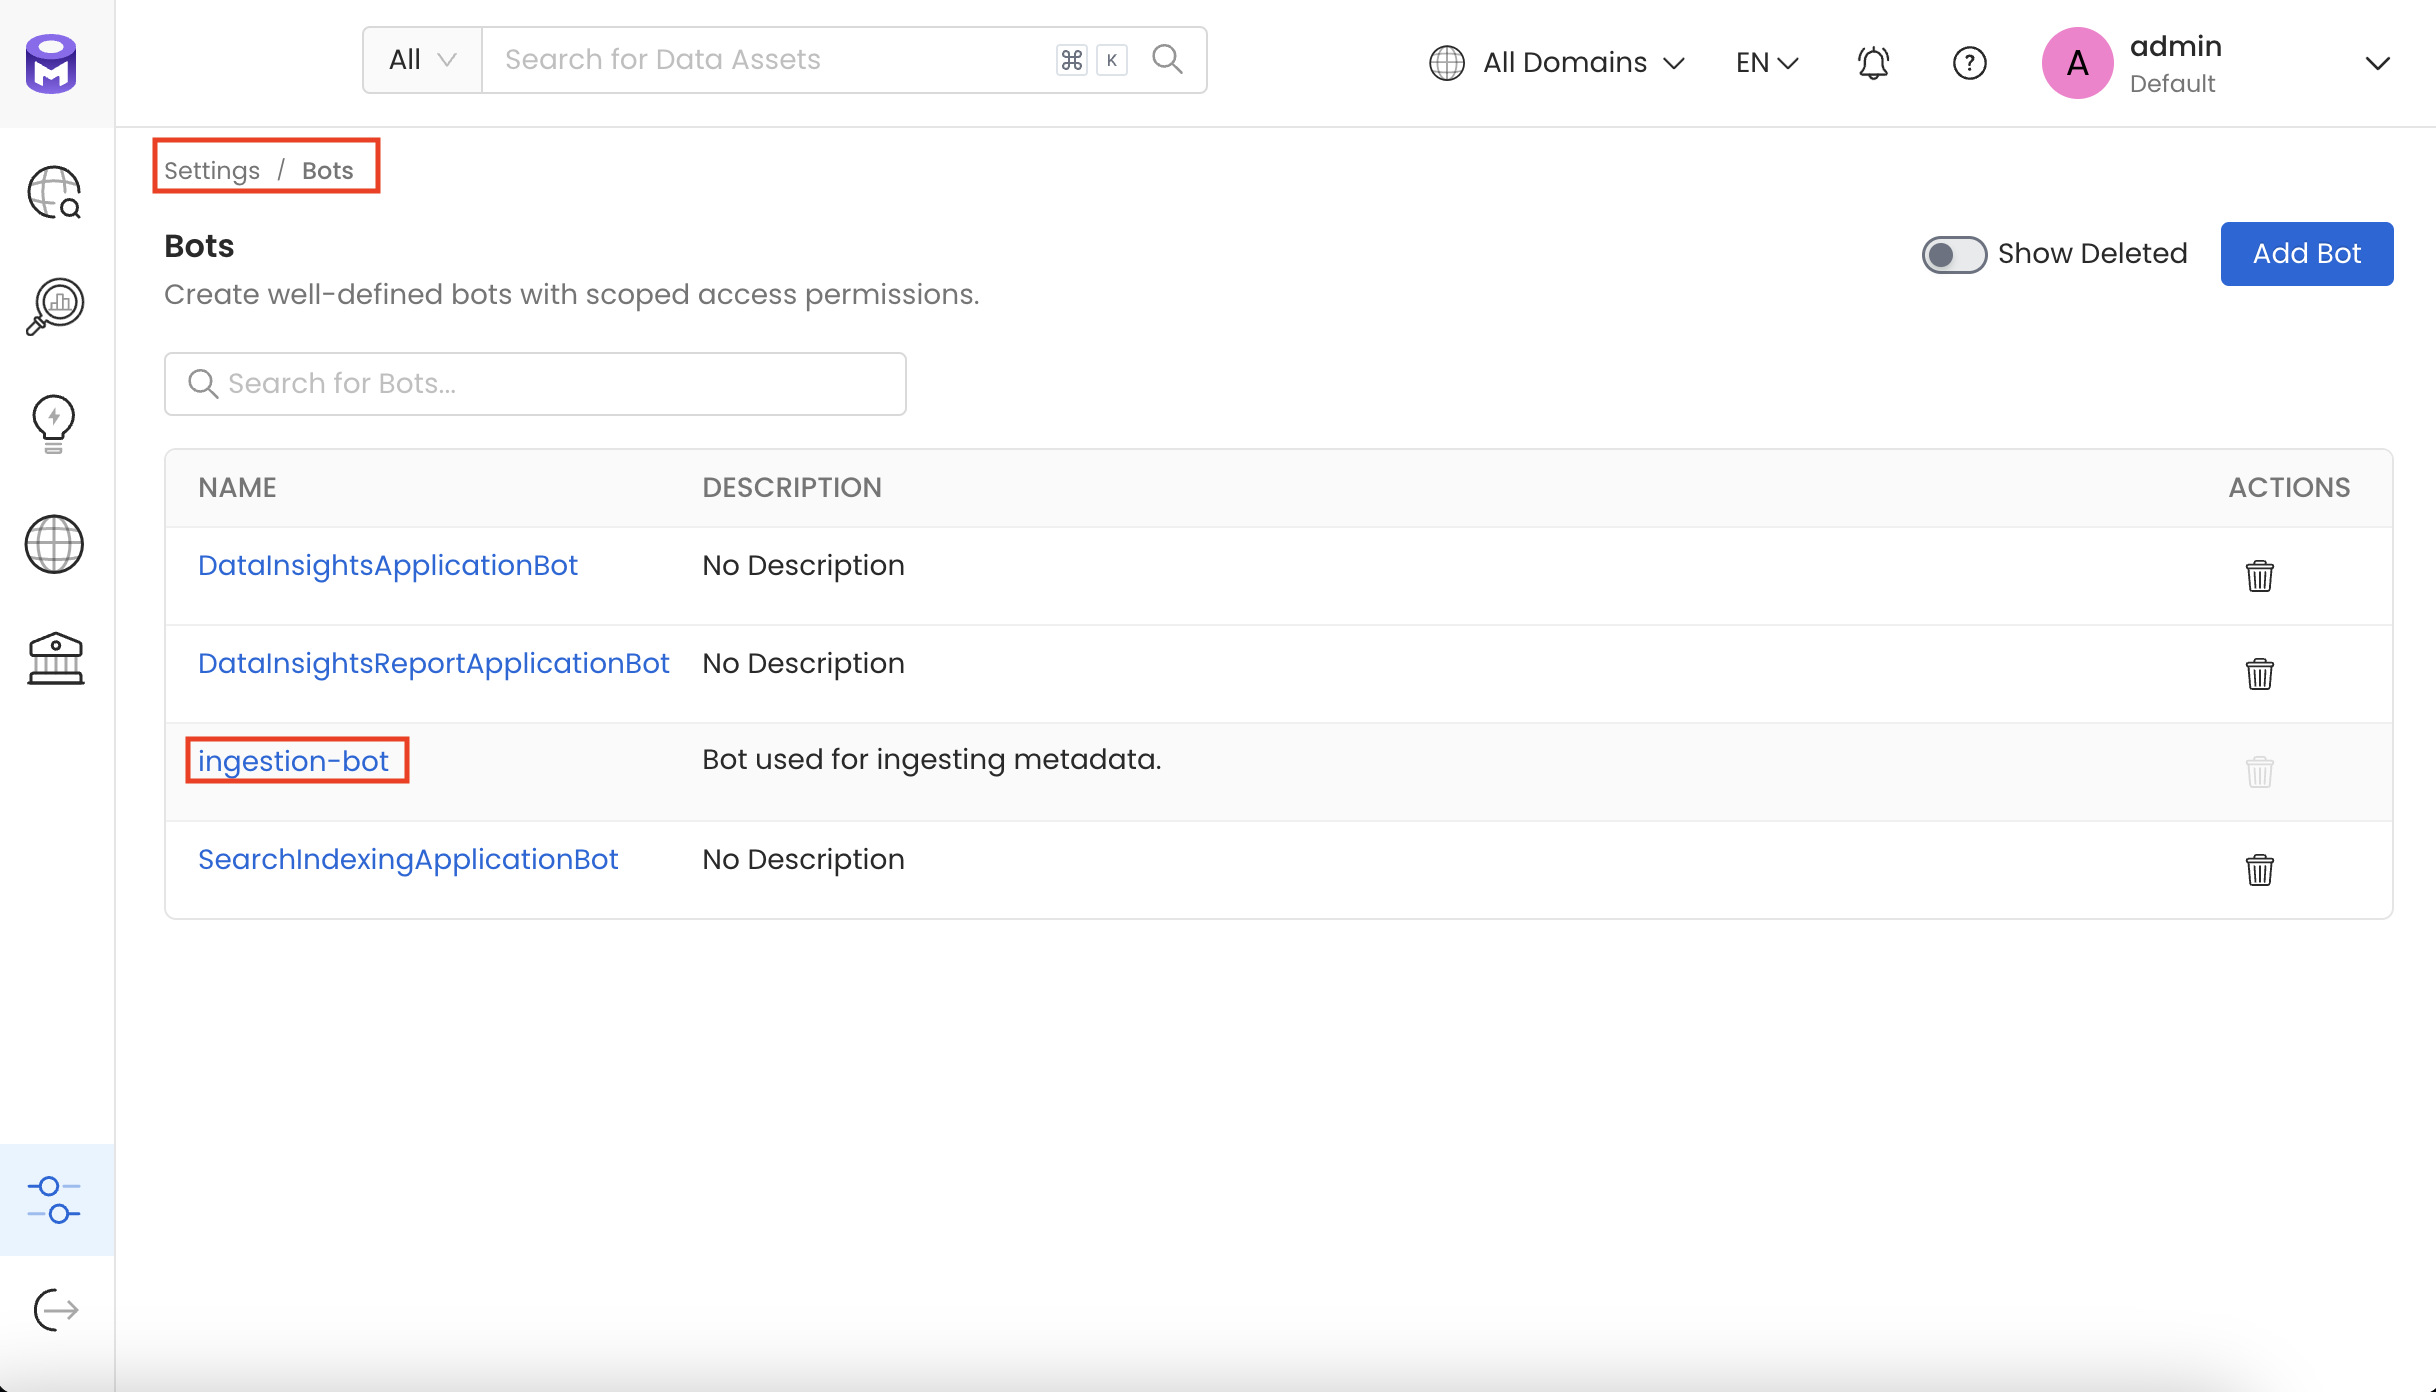 All
Search for Data Assets
⌘ K
All Domains
EN
?
A
admin
Default
Settings / Bots
Bots
Create well-defined bots with scoped access permissions.
Show Deleted
Add Bot
Search for Bots...
NAME DESCRIPTION ACTIONS
DataInsightsApplicationBot No Description
DataInsightsReportApplicationBot No Description
ingestion-bot Bot used for ingesting metadata.
SearchIndexingApplicationBot No Description